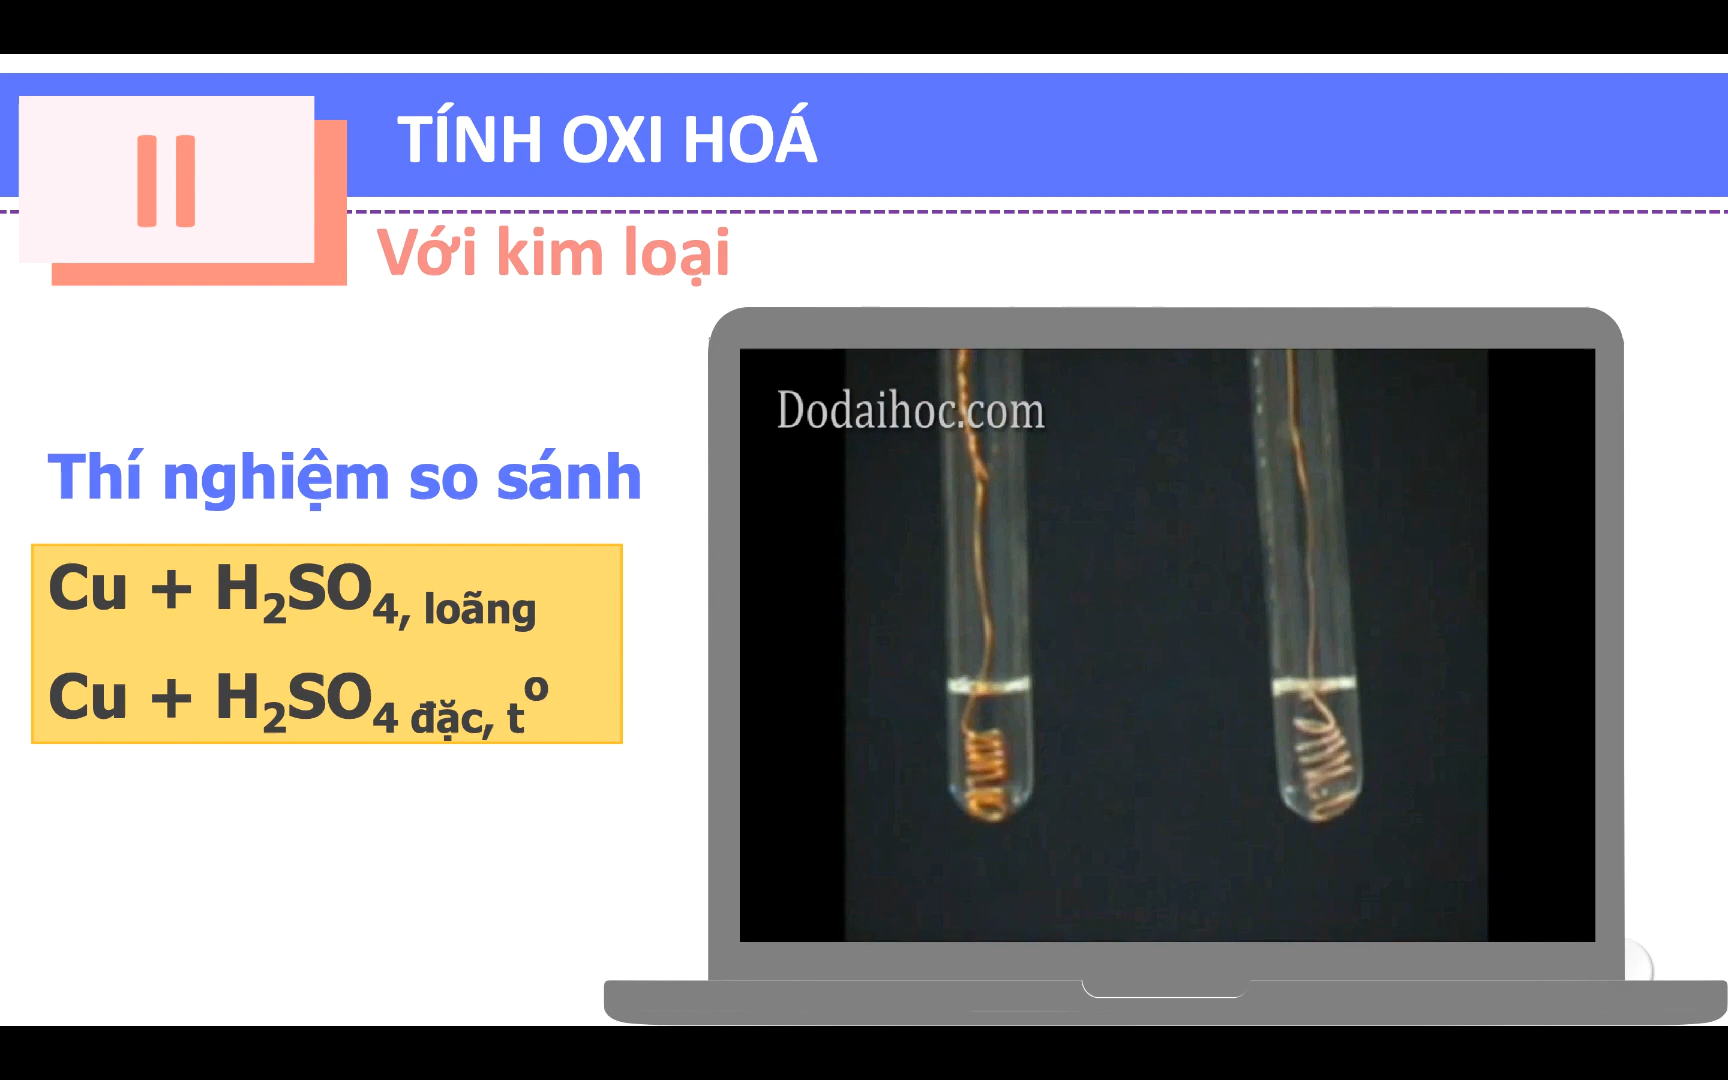 II
TÍNH OXI HOÁ
Với kim loại
Thí nghiệm so sánh
Cu + H₂SO₄, loãng
Cu + H₂SO₄ đặc, tᵒ
Dodaihoc.com